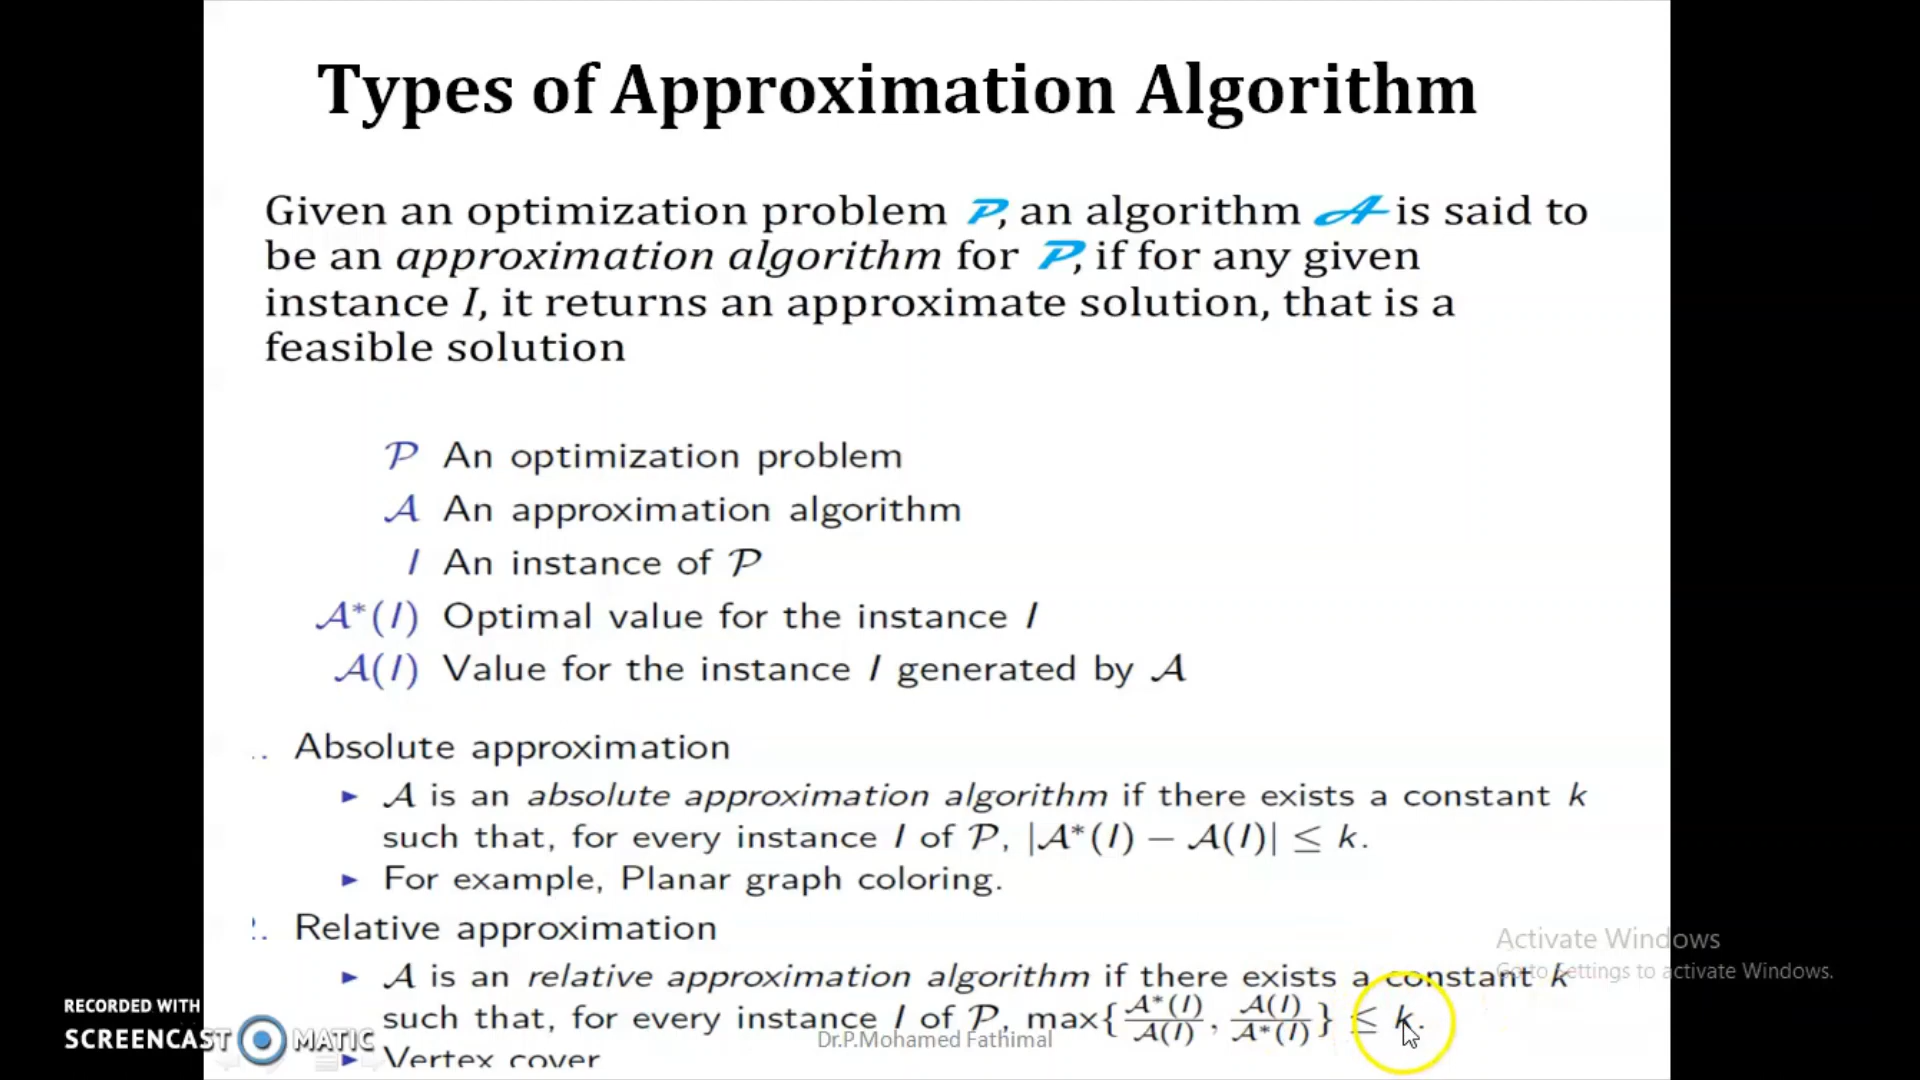 Types of Approximation Algorithm
Given an optimization problem 𝒫, an algorithm 𝒜 is said to
be an approximation algorithm for 𝒫, if for any given
instance I, it returns an approximate solution, that is a
feasible solution
𝒫 An optimization problem
𝒜 An approximation algorithm
I An instance of 𝒫
𝒜*(I) Optimal value for the instance I
𝒜(I) Value for the instance I generated by 𝒜
. Absolute approximation
▶ 𝒜 is an absolute approximation algorithm if there exists a constant k
such that, for every instance I of 𝒫, |𝒜*(I) − 𝒜(I)| ≤ k.
▶ For example, Planar graph coloring.
. Relative approximation
▶ 𝒜 is an relative approximation algorithm if there exists a constant k
such that, for every instance I of 𝒫, max{𝒜*(I)/𝒜(I), 𝒜(I)/𝒜*(I)} ≤ k.
▶ Vertex cover
Dr.P.Mohamed Fathimal
Activate Windows
Go to Settings to activate Windows.
RECORDED WITH
SCREENCAST MATIC